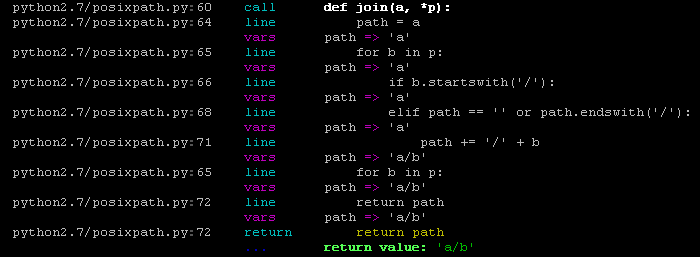 python2.7/posixpath.py:60 call def join(a, *p):
python2.7/posixpath.py:64 line path = a
vars path => 'a'
python2.7/posixpath.py:65 line for b in p:
vars path => 'a'
python2.7/posixpath.py:66 line if b.startswith('/'):
vars path => 'a'
python2.7/posixpath.py:68 line elif path == '' or path.endswith('/'):
vars path => 'a'
python2.7/posixpath.py:71 line path += '/' + b
vars path => 'a/b'
python2.7/posixpath.py:65 line for b in p:
vars path => 'a/b'
python2.7/posixpath.py:72 line return path
vars path => 'a/b'
python2.7/posixpath.py:72 return return path
... return value: 'a/b'